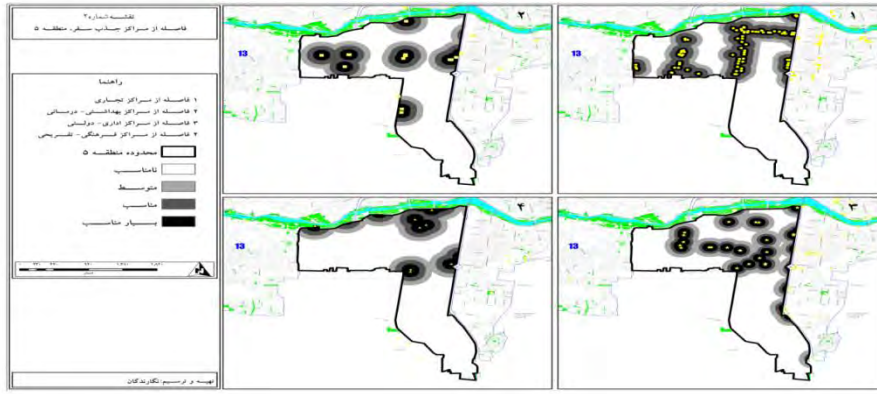 نقشه شماره ۲
فاصله از مراکز جذب سفر، منطقه ۵
راهنما
۱ فاصله از مراکز تجاری
۲ فاصله از مراکز بهداشتی- درمانی
۳ فاصله از مراکز اداری- دولتی
۴ فاصله از مراکز فرهنگی- تفریحی
محدوده منطقه ۵
نامناسب
متوسط
مناسب
بسیار مناسب
تهیه و ترسیم: نگارندگان
۲
13
۱
13
۴
13
۳
13